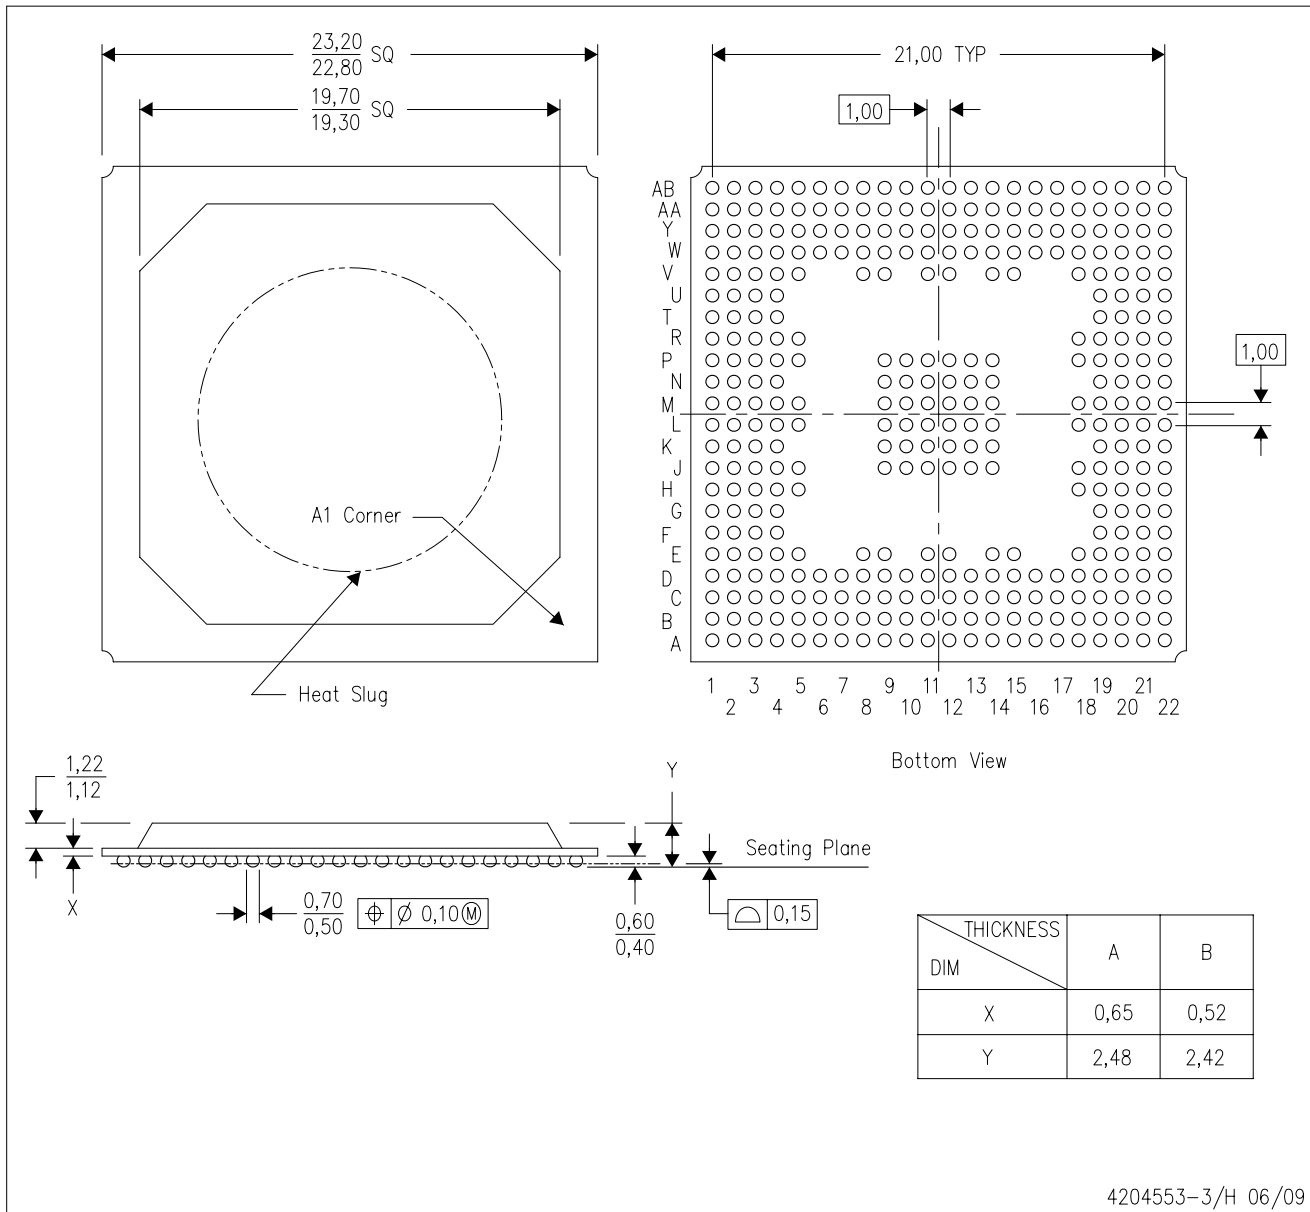 23,20
22,80
SQ
19,70
19,30
SQ
A1 Corner
Heat Slug
21,00 TYP
1,00
AB
AA
Y
W
V
U
T
R
P
N
M
L
K
J
H
G
F
E
D
C
B
A
1,00
1 3 5 7 9 11 13 15 17 19 21
2 4 6 8 10 12 14 16 18 20 22
Bottom View
1,22
1,12
X
0,70
0,50
⌖ Ø 0,10 Ⓜ
Y
0,60
0,40
Seating Plane
⌓ 0,15
THICKNESS
DIM
A B
X 0,65 0,52
Y 2,48 2,42
4204553-3/H 06/09